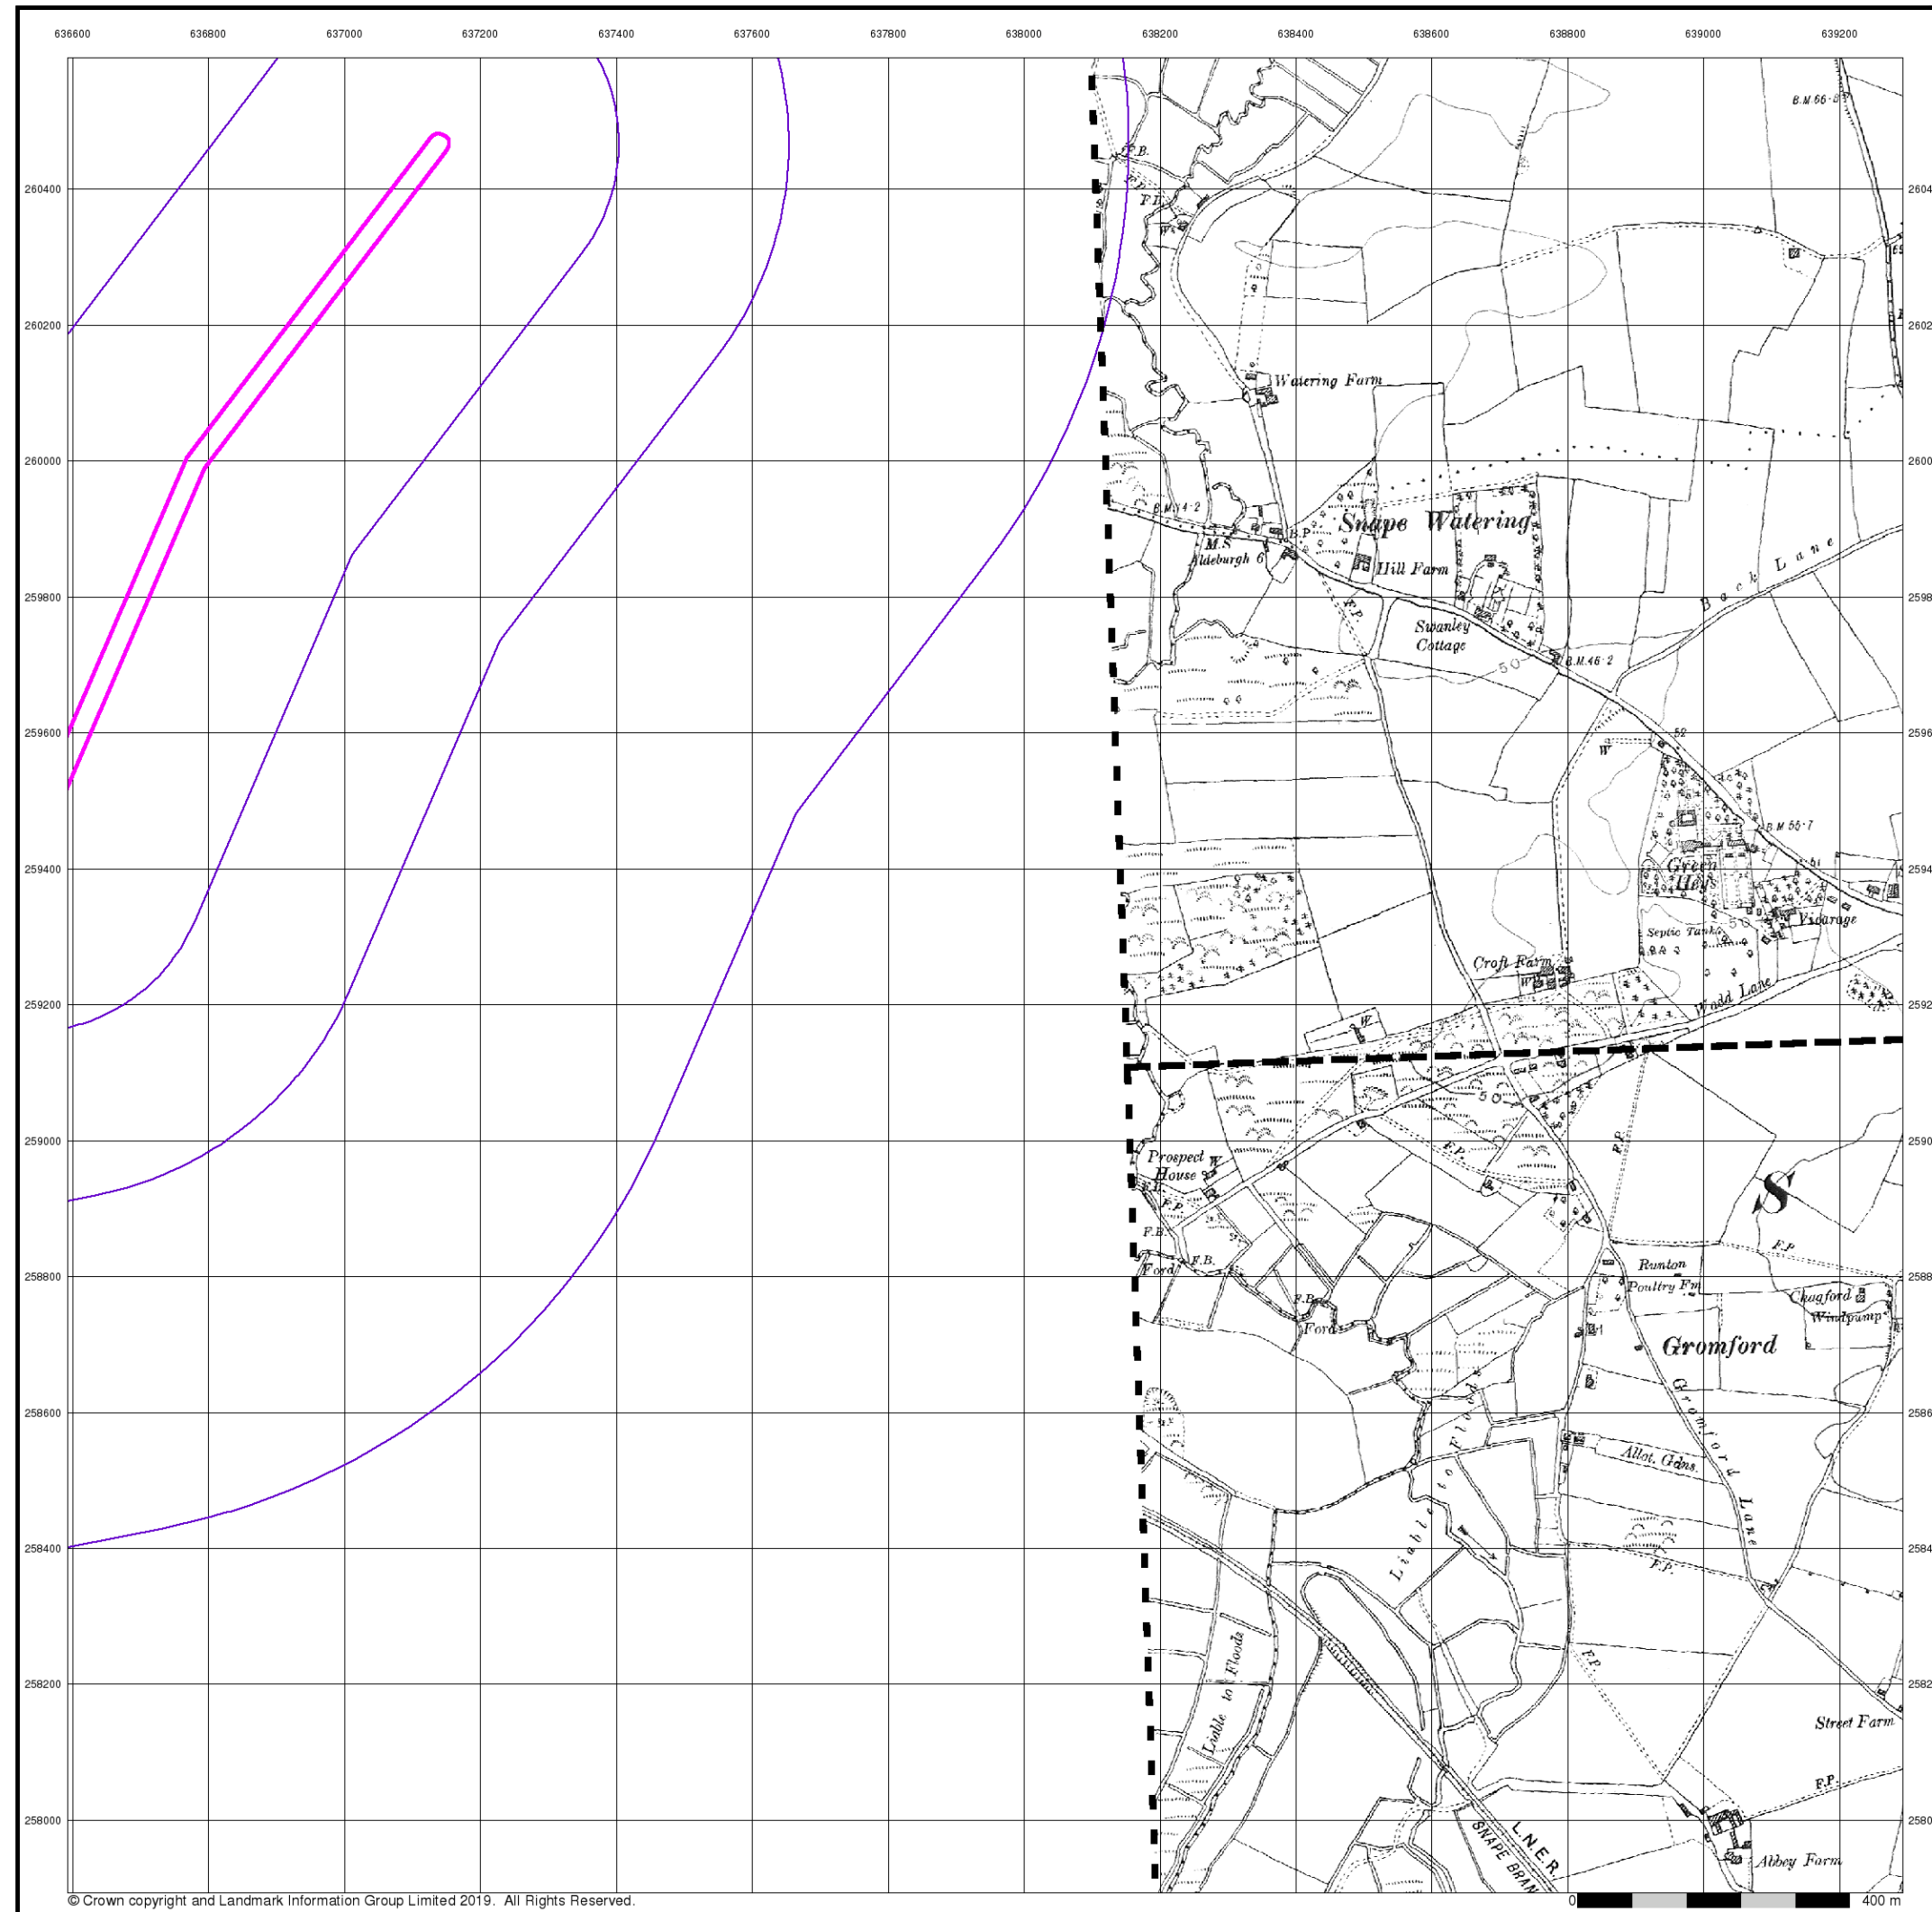 636600 636800 637000 637200 637400 637600 637800 638000 638200 638400 638600 638800 639000 639200
B.M.66·8
F.B.
260400
F.P.
W
260200
Watering Farm
260000
B.M.14·2
Snape Watering
M.S.
Aldeburgh 6
B.P.
Hill Farm
Back Lane
259800
F.P.
Swanley
Cottage
50
B.M.46·2
259600
52
W
B.M.55·7
259400
Green
Heys
51
50
Vicarage
Septic Tank
Croft Farm
W
259200
Wadd Lane
W
50
F.P.
259000
Prospect
House
W
F.P.
F.B.
F.P.
S
F.B.
F.P.
Ford
F.B.
258800
Runton
Poultry Fm
Chagford
Windpump
F.B.
Ford
Gromford
258600
Gromford Lane
Liable to Floods
Allot. Gdns.
258400
F.P.
F.P.
Liable to Floods
258200
Street Farm
F.P.
258000
L.N.E.R.
SNAPE BRAN
Abbey Farm
© Crown copyright and Landmark Information Group Limited 2019. All Rights Reserved.
0 400 m